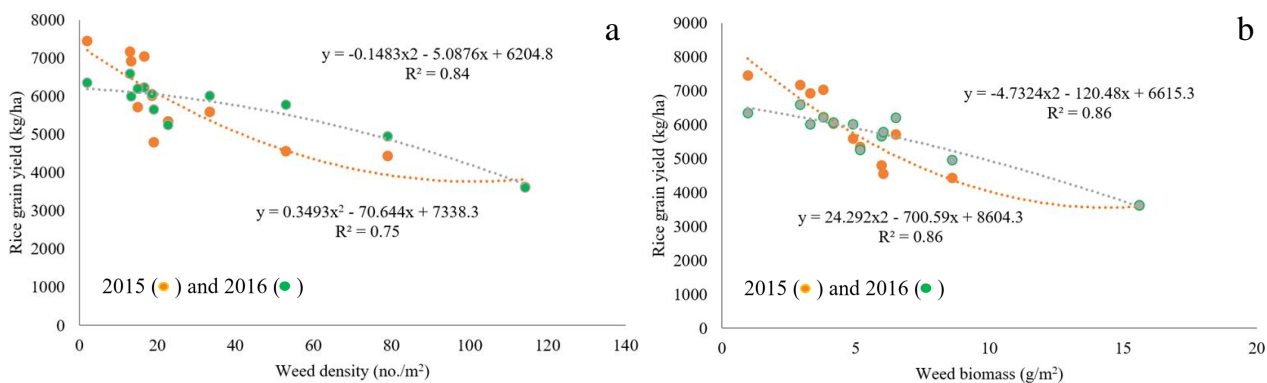 a
8000
7000
6000
5000
4000
3000
2000
1000
0
Rice grain yield (kg/ha)
y = -0.1483x2 - 5.0876x + 6204.8
R² = 0.84
y = 0.3493x² - 70.644x + 7338.3
R² = 0.75
2015 ( ) and 2016 ( )
0 20 40 60 80 100 120 140
Weed density (no./m²)
b
9000
8000
7000
6000
5000
4000
3000
2000
1000
0
Rice grain yield (kg/ha)
y = -4.7324x2 - 120.48x + 6615.3
R² = 0.86
y = 24.292x2 - 700.59x + 8604.3
R² = 0.86
2015 ( ) and 2016 ( )
0 5 10 15 20
Weed biomass (g/m²)